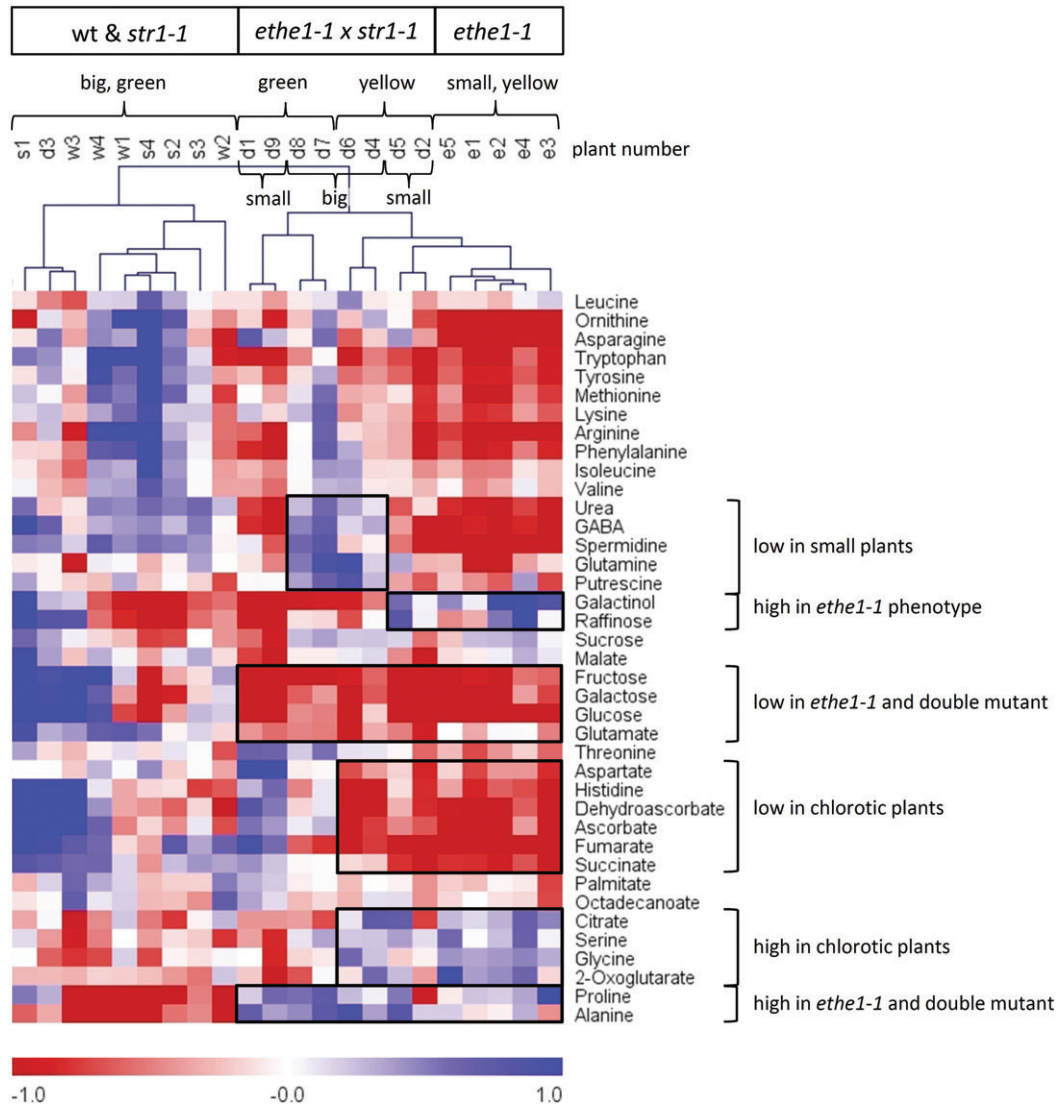 wt & str1-1 ethe1-1 x str1-1 ethe1-1
big, green green yellow small, yellow
s1 d3 w3 w4 w1 s4 s2 s3 w2 d1 d9 d8 d7 d6 d4 d5 d2 e5 e1 e2 e4 e3 plant number
small big small
Leucine
Ornithine
Asparagine
Tryptophan
Tyrosine
Methionine
Lysine
Arginine
Phenylalanine
Isoleucine
Valine
Urea
GABA
Spermidine low in small plants
Glutamine
Putrescine
Galactinol high in ethe1-1 phenotype
Raffinose
Sucrose
Malate
Fructose
Galactose low in ethe1-1 and double mutant
Glucose
Glutamate
Threonine
Aspartate
Histidine
Dehydroascorbate low in chlorotic plants
Ascorbate
Fumarate
Succinate
Palmitate
Octadecanoate
Citrate
Serine high in chlorotic plants
Glycine
2-Oxoglutarate
Proline high in ethe1-1 and double mutant
Alanine
-1.0 -0.0 1.0